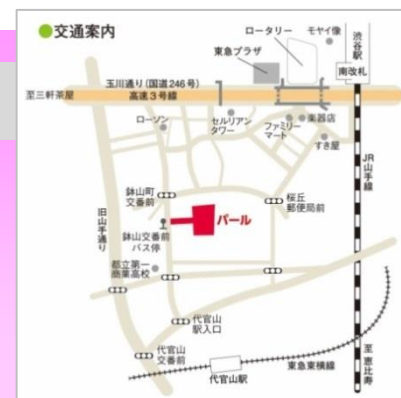 ●交通案内
ロータリー
モヤイ像
渋谷駅
東急プラザ
南改札
玉川通り(国道246号)
至三軒茶屋
高速3号線
ローソン
セルリアン
タワー
ファミリー
マート
楽器店
すき屋
JR山手線
鉢山町
交番前
桜丘
郵便局前
パール
旧山手通り
鉢山交番前
バス停
都立第一
商業高校
代官山
駅入口
代官山
交番前
代官山駅
東急東横線
至恵比寿